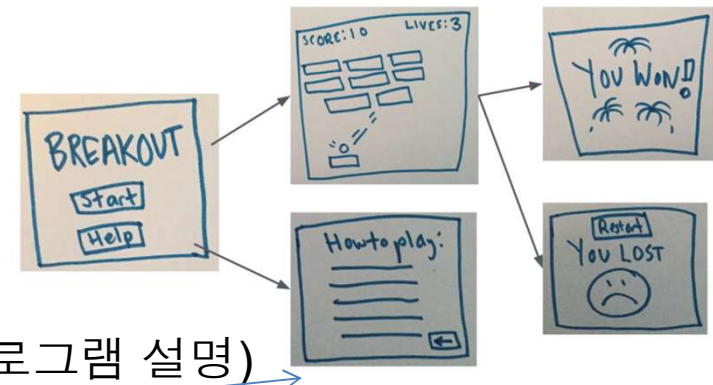 BREAKOUT
Start
Help
SCORE:10 LIVES:3
How to play:
YOU WON!
Restart
YOU LOST
로그램 설명)